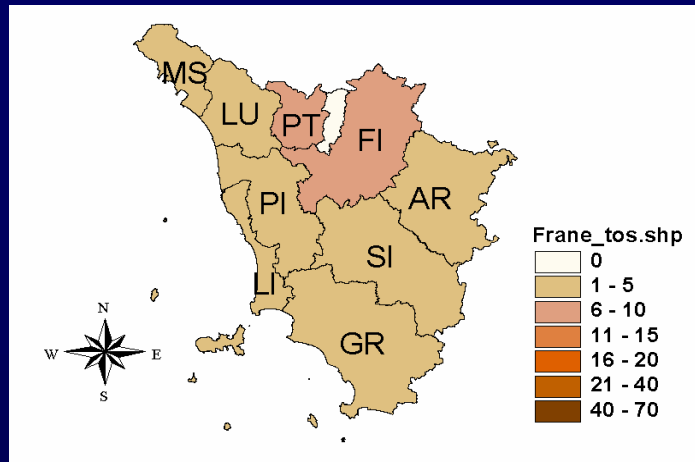 MS
LU
PT
FI
AR
PI
SI
LI
GR
N
W E
S
Frane_tos.shp
0
1 - 5
6 - 10
11 - 15
16 - 20
21 - 40
40 - 70